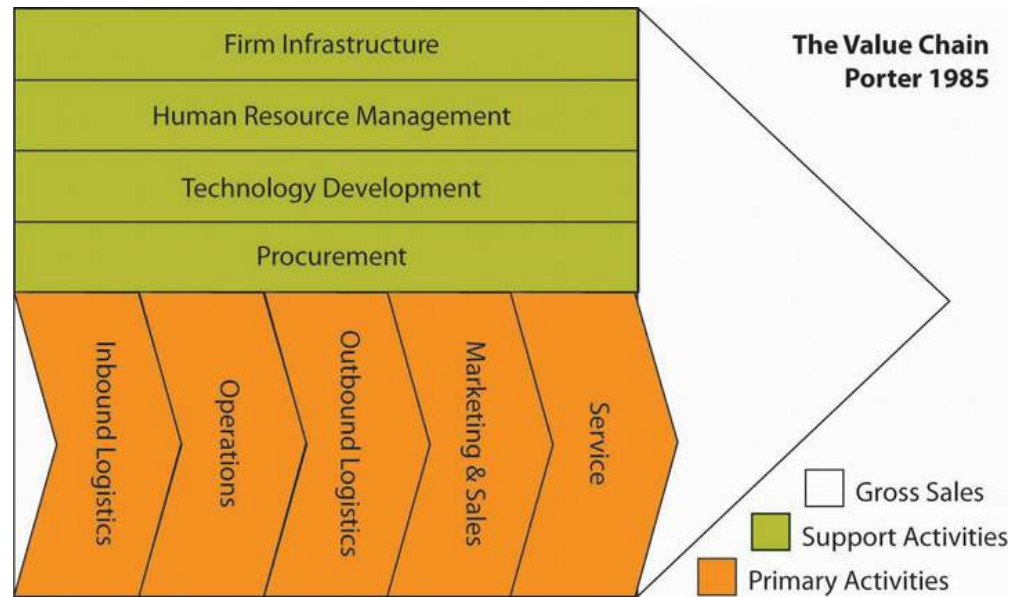 Firm Infrastructure
Human Resource Management
Technology Development
Procurement
Inbound Logistics
Operations
Outbound Logistics
Marketing & Sales
Service
The Value Chain
Porter 1985
Gross Sales
Support Activities
Primary Activities